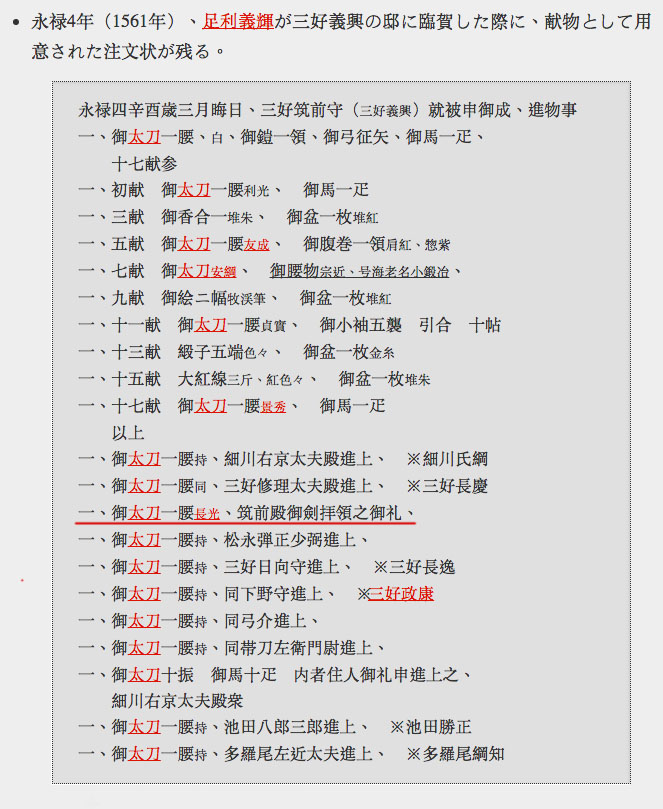 • 永禄4年（1561年）、足利義輝が三好義興の邸に臨賀した際に、献物として用
意された注文状が残る。
永禄四辛酉歳三月晦日、三好筑前守（三好義興）就被申御成、進物事
一、御太刀一腰、白、御鎧一領、御弓征矢、御馬一疋、
十七献参
一、初献　御太刀一腰利光、　御馬一疋
一、三献　御香合一堆朱、　御盆一枚堆紅
一、五献　御太刀一腰友成、　御腹巻一領肩紅、惣紫
一、七献　御太刀安綱、　御腰物宗近、号海老名小鍛冶、
一、九献　御絵二幅牧渓筆、　御盆一枚堆紅
一、十一献　御太刀一腰貞實、　御小袖五襲　引合　十帖
一、十三献　緞子五端色々、　御盆一枚金糸
一、十五献　大紅線三斤、紅色々、　御盆一枚堆朱
一、十七献　御太刀一腰景秀、　御馬一疋
以上
一、御太刀一腰持、細川右京太夫殿進上、　※細川氏綱
一、御太刀一腰同、三好修理太夫殿進上、　※三好長慶
一、御太刀一腰長光、筑前殿御劍拝領之御礼、
一、御太刀一腰持、松永弾正少弼進上、
一、御太刀一腰持、三好日向守進上、　※三好長逸
一、御太刀一腰持、同下野守進上、　※三好政康
一、御太刀一腰持、同弓介進上、
一、御太刀一腰持、同帯刀左衛門尉進上、
一、御太刀十振　御馬十疋　内者住人御礼申進上之、
細川右京太夫殿衆
一、御太刀一腰持、池田八郎三郎進上、　※池田勝正
一、御太刀一腰持、多羅尾左近太夫進上、　※多羅尾綱知